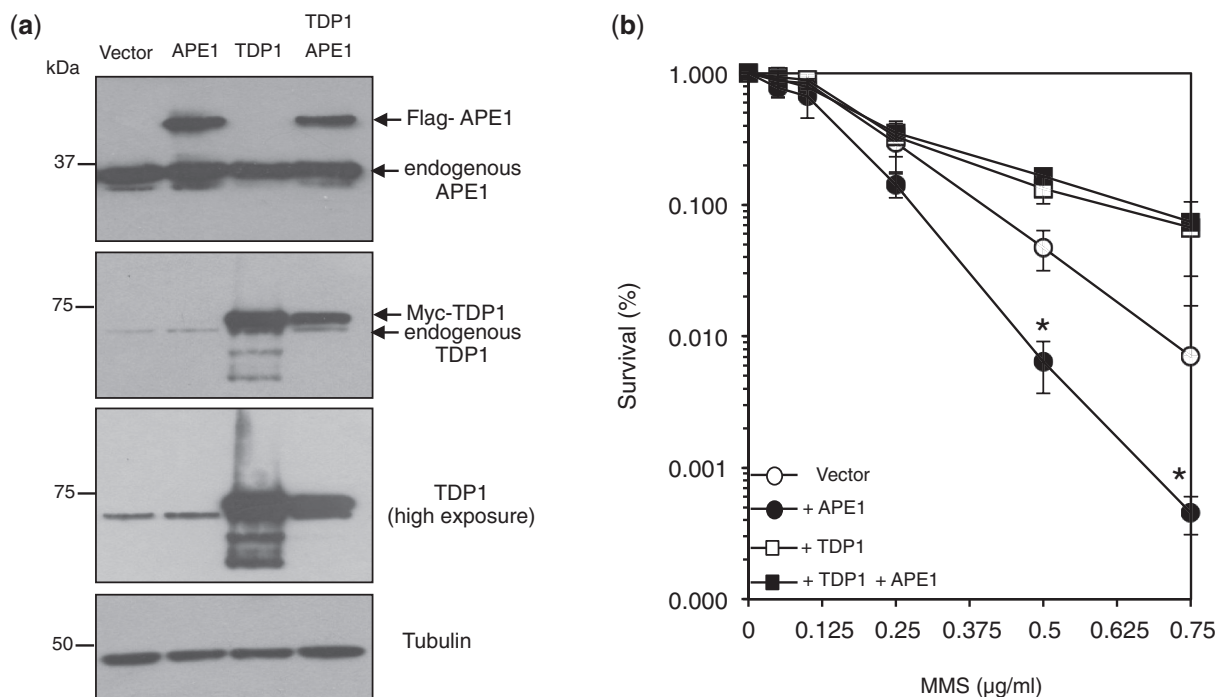 (a)
Vector APE1 TDP1 TDP1
APE1
kDa
37
Flag- APE1
endogenous
APE1
75
Myc-TDP1
endogenous
TDP1
75
TDP1
(high exposure)
50
Tubulin
(b)
Survival (%)
1.000
0.100
0.010
0.001
0.000
*
*
Vector
+ APE1
+ TDP1
+ TDP1 + APE1
0 0.125 0.25 0.375 0.5 0.625 0.75
MMS (µg/ml)